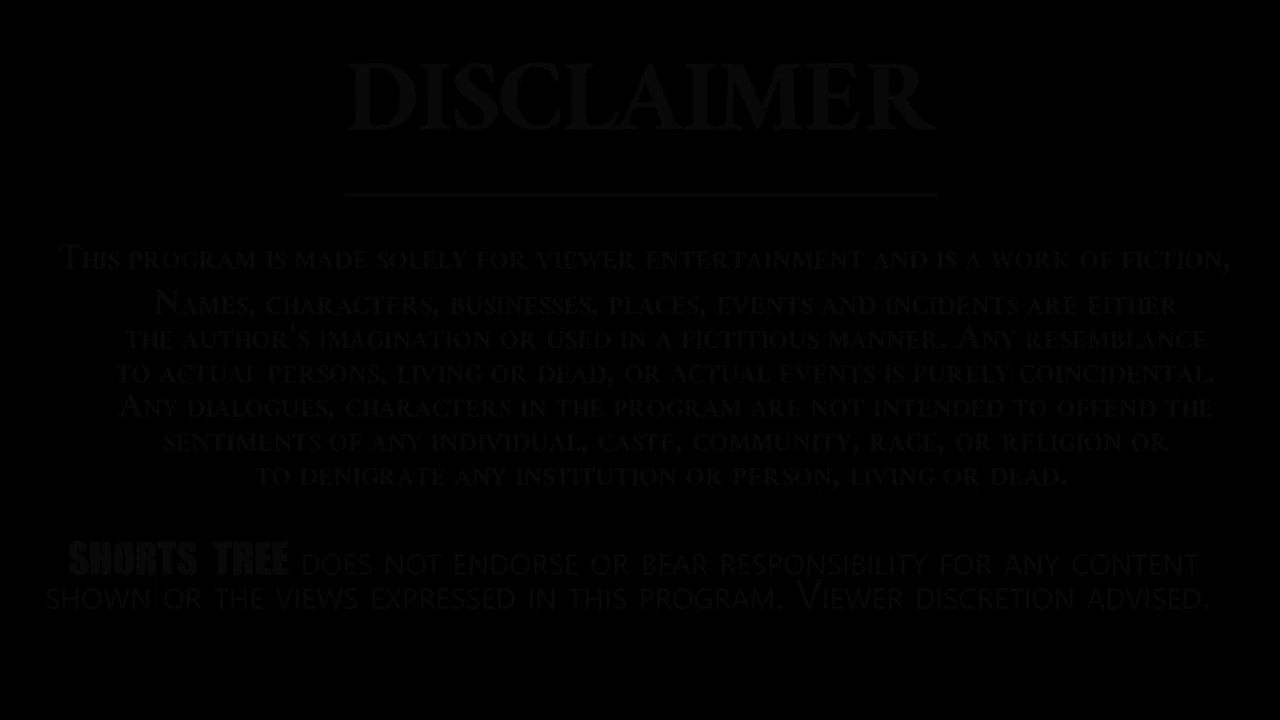 DISCLAIMER
THIS PROGRAM IS MADE SOLELY FOR VIEWER ENTERTAINMENT AND IS A WORK OF FICTION,
NAMES, CHARACTERS, BUSINESSES, PLACES, EVENTS AND INCIDENTS ARE EITHER
THE AUTHOR'S IMAGINATION OR USED IN A FICTITIOUS MANNER. ANY RESEMBLANCE
TO ACTUAL PERSONS, LIVING OR DEAD, OR ACTUAL EVENTS IS PURELY COINCIDENTAL.
ANY DIALOGUES, CHARACTERS IN THE PROGRAM ARE NOT INTENDED TO OFFEND THE
SENTIMENTS OF ANY INDIVIDUAL, CASTE, COMMUNITY, RACE, OR RELIGION OR
TO DENIGRATE ANY INSTITUTION OR PERSON, LIVING OR DEAD.
SHORTS TREE DOES NOT ENDORSE OR BEAR RESPONSIBILITY FOR ANY CONTENT
SHOWN OR THE VIEWS EXPRESSED IN THIS PROGRAM. VIEWER DISCRETION ADVISED.